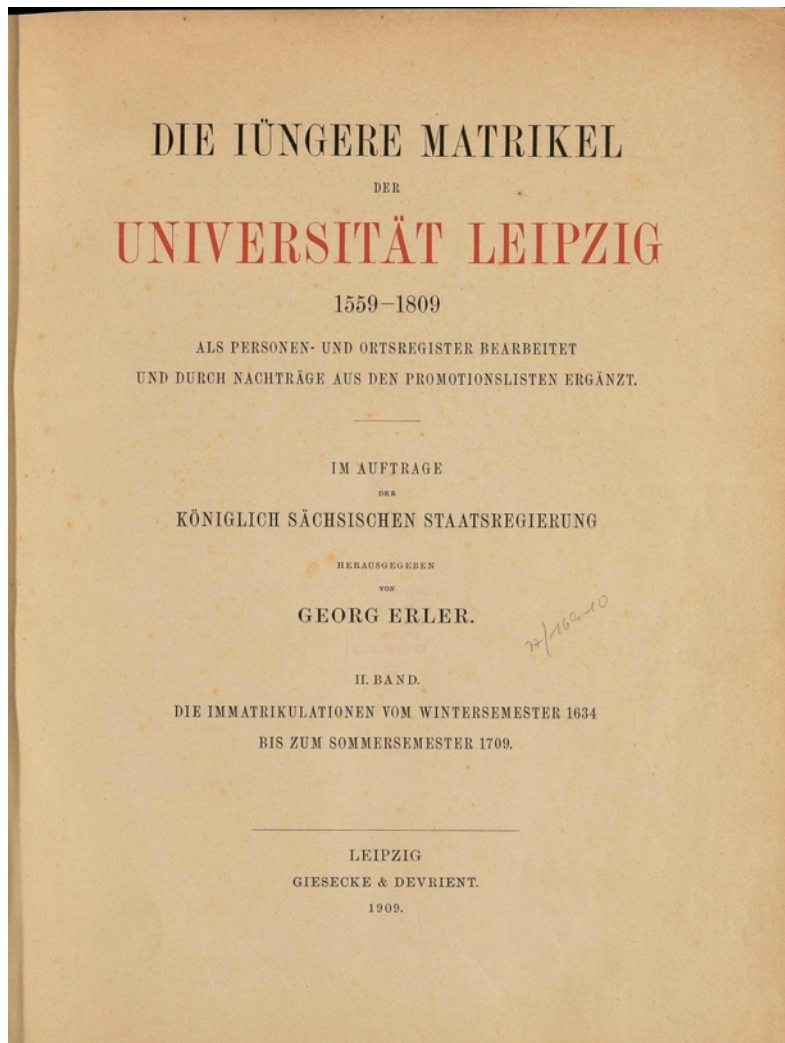 DIE IÜNGERE MATRIKEL
DER
UNIVERSITÄT LEIPZIG
1559–1809
ALS PERSONEN- UND ORTSREGISTER BEARBEITET
UND DURCH NACHTRÄGE AUS DEN PROMOTIONSLISTEN ERGÄNZT.
IM AUFTRAGE
DER
KÖNIGLICH SÄCHSISCHEN STAATSREGIERUNG
HERAUSGEGEBEN
VON
GEORG ERLER.
II. BAND.
DIE IMMATRIKULATIONEN VOM WINTERSEMESTER 1634
BIS ZUM SOMMERSEMESTER 1709.
LEIPZIG
GIESECKE & DEVRIENT.
1909.